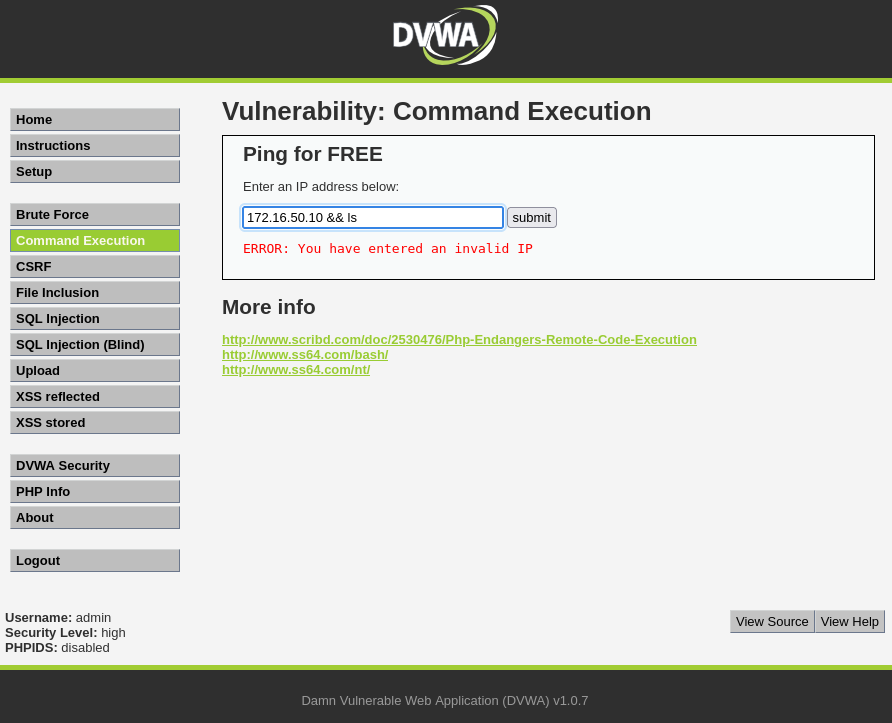 DVWA
Home
Instructions
Setup
Brute Force
Command Execution
CSRF
File Inclusion
SQL Injection
SQL Injection (Blind)
Upload
XSS reflected
XSS stored
DVWA Security
PHP Info
About
Logout
Vulnerability: Command Execution
Ping for FREE
Enter an IP address below:
172.16.50.10 && ls submit
ERROR: You have entered an invalid IP
More info
http://www.scribd.com/doc/2530476/Php-Endangers-Remote-Code-Execution
http://www.ss64.com/bash/
http://www.ss64.com/nt/
Username: admin
Security Level: high
PHPIDS: disabled
View Source View Help
Damn Vulnerable Web Application (DVWA) v1.0.7